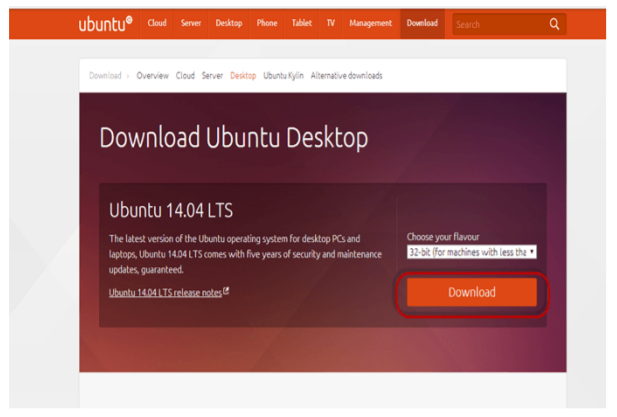 ubuntu® Cloud Server Desktop Phone Tablet TV Management Download Search
Download › Overview Cloud Server Desktop Ubuntu Kylin Alternative downloads
Download Ubuntu Desktop
Ubuntu 14.04 LTS
The latest version of the Ubuntu operating system for desktop PCs and
laptops, Ubuntu 14.04 LTS comes with five years of security and maintenance
updates, guaranteed.
Ubuntu 14.04 LTS release notes
Choose your flavour
32-bit (for machines with less tha
Download